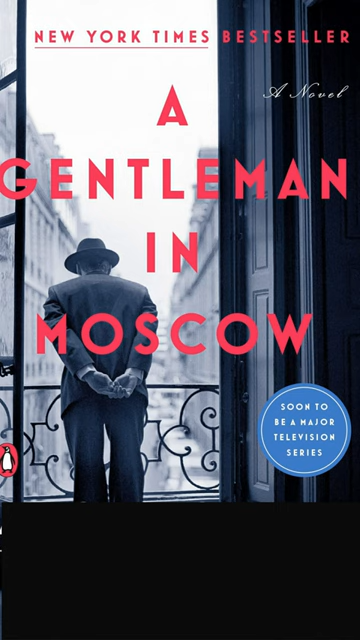 NEW YORK TIMES BESTSELLER
A Novel
A
GENTLEMAN
IN
MOSCOW
SOON TO
BE A MAJOR
TELEVISION
SERIES